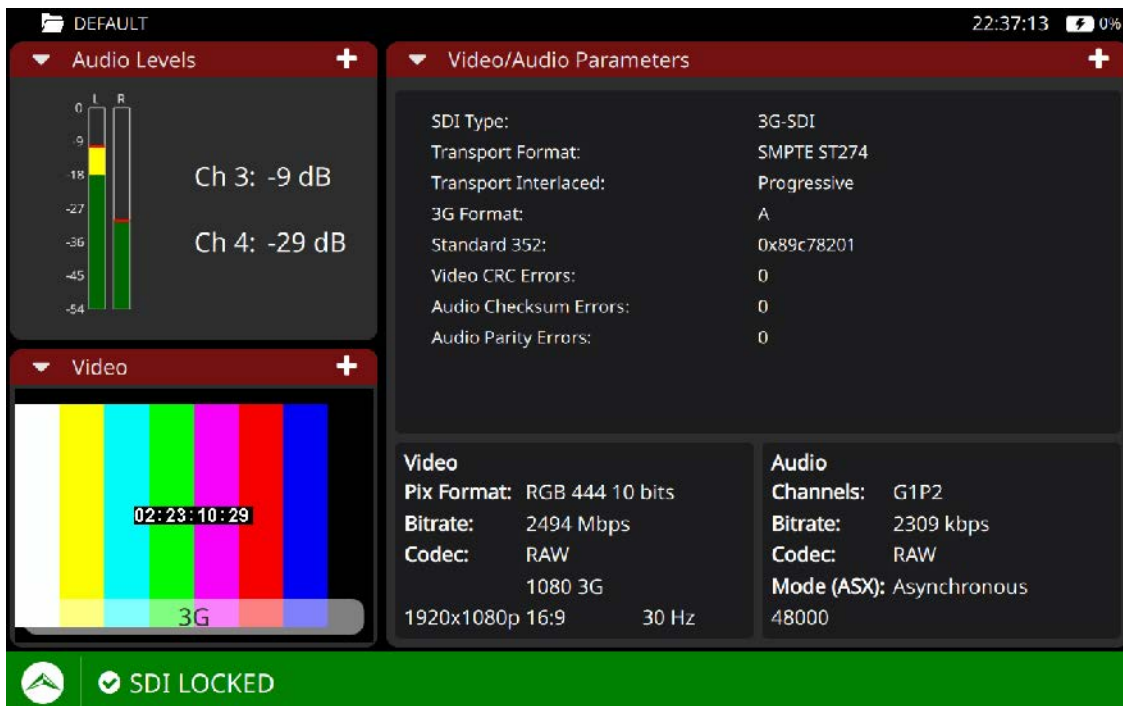 DEFAULT
22:37:13 0%
Audio Levels
L R
0
-9
-18
-27
-36
-45
-54
Ch 3: -9 dB
Ch 4: -29 dB
Video
02:23:10:29
3G
Video/Audio Parameters
SDI Type: 3G-SDI
Transport Format: SMPTE ST274
Transport Interlaced: Progressive
3G Format: A
Standard 352: 0x89c78201
Video CRC Errors: 0
Audio Checksum Errors: 0
Audio Parity Errors: 0
Video
Pix Format: RGB 444 10 bits
Bitrate: 2494 Mbps
Codec: RAW
1080 3G
1920x1080p 16:9 30 Hz
Audio
Channels: G1P2
Bitrate: 2309 kbps
Codec: RAW
Mode (ASX): Asynchronous
48000
SDI LOCKED